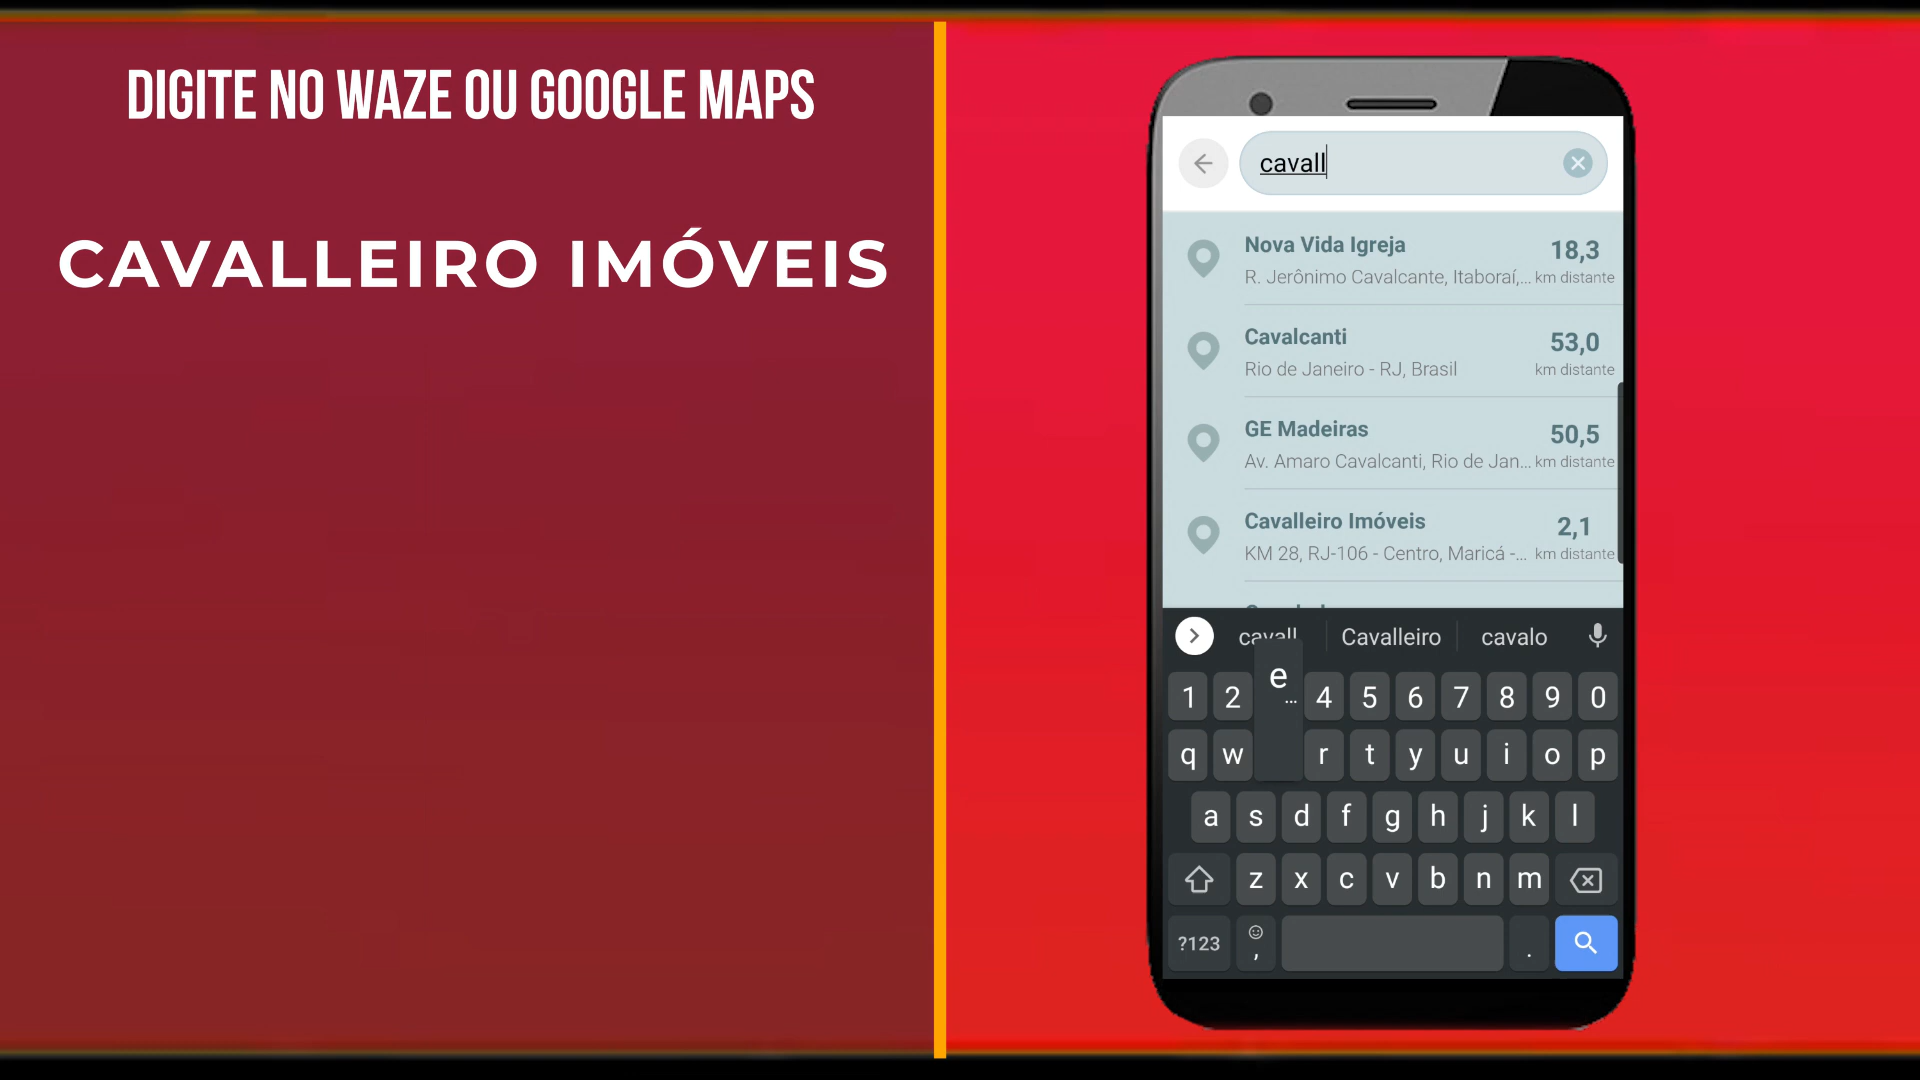 DIGITE NO WAZE OU GOOGLE MAPS
CAVALLEIRO IMÓVEIS
cavall
Nova Vida Igreja
18,3
R. Jerônimo Cavalcante, Itaboraí,...
km distante
Cavalcanti
53,0
Rio de Janeiro - RJ, Brasil
km distante
GE Madeiras
50,5
Av. Amaro Cavalcanti, Rio de Jan...
km distante
Cavalleiro Imóveis
2,1
KM 28, RJ-106 - Centro, Maricá -...
km distante
cavall Cavalleiro cavalo
e
...
1 2 4 5 6 7 8 9 0
q w r t y u i o p
a s d f g h j k l
z x c v b n m
?123 , .